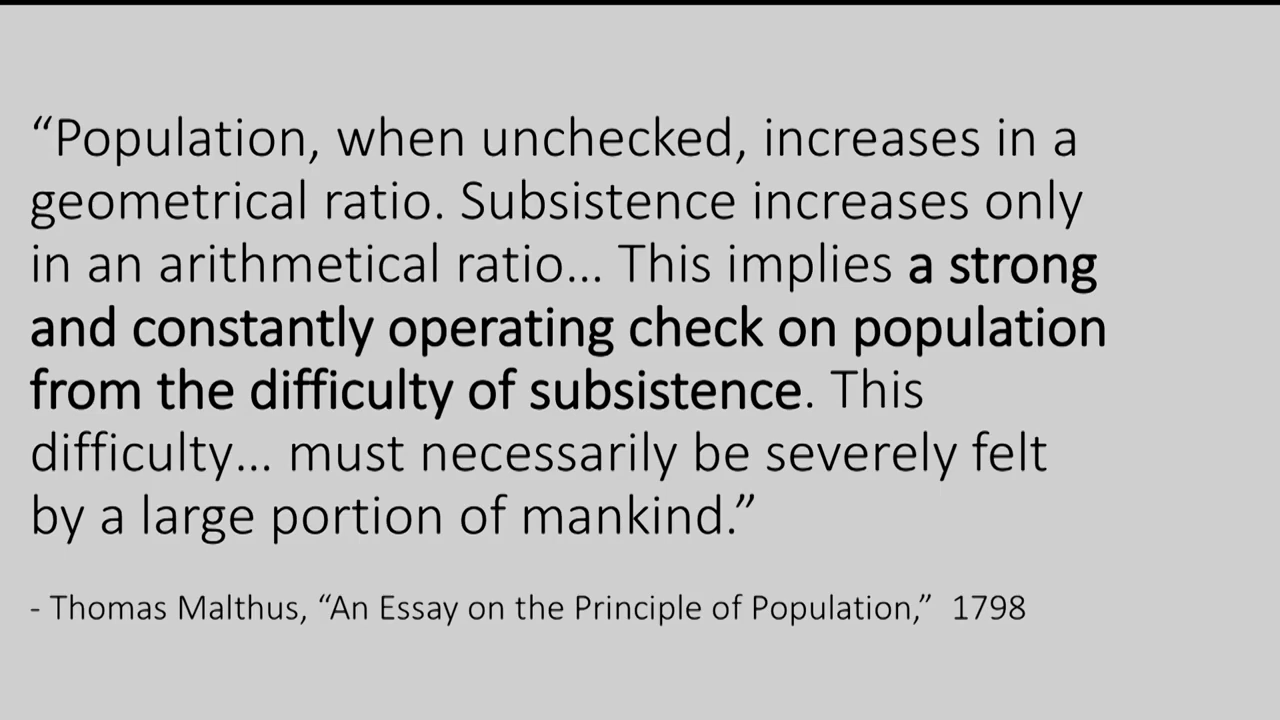 “Population, when unchecked, increases in a
geometrical ratio. Subsistence increases only
in an arithmetical ratio… This implies a strong
and constantly operating check on population
from the difficulty of subsistence. This
difficulty… must necessarily be severely felt
by a large portion of mankind.”
- Thomas Malthus, “An Essay on the Principle of Population,” 1798